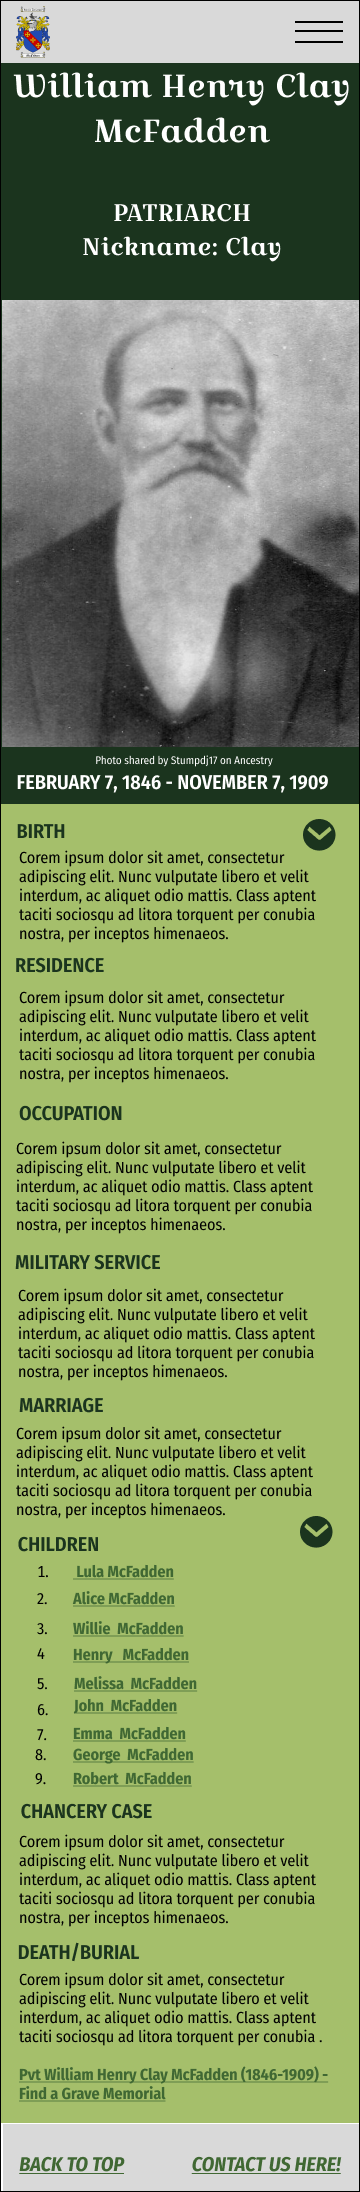 William Henry Clay
McFadden
PATRIARCH
Nickname: Clay
Photo shared by Stumpdj17 on Ancestry
FEBRUARY 7, 1846 - NOVEMBER 7, 1909
BIRTH
Corem ipsum dolor sit amet, consectetur
adipiscing elit. Nunc vulputate libero et velit
interdum, ac aliquet odio mattis. Class aptent
taciti sociosqu ad litora torquent per conubia
nostra, per inceptos himenaeos.
RESIDENCE
Corem ipsum dolor sit amet, consectetur
adipiscing elit. Nunc vulputate libero et velit
interdum, ac aliquet odio mattis. Class aptent
taciti sociosqu ad litora torquent per conubia
nostra, per inceptos himenaeos.
OCCUPATION
Corem ipsum dolor sit amet, consectetur
adipiscing elit. Nunc vulputate libero et velit
interdum, ac aliquet odio mattis. Class aptent
taciti sociosqu ad litora torquent per conubia
nostra, per inceptos himenaeos.
MILITARY SERVICE
Corem ipsum dolor sit amet, consectetur
adipiscing elit. Nunc vulputate libero et velit
interdum, ac aliquet odio mattis. Class aptent
taciti sociosqu ad litora torquent per conubia
nostra, per inceptos himenaeos.
MARRIAGE
Corem ipsum dolor sit amet, consectetur
adipiscing elit. Nunc vulputate libero et velit
interdum, ac aliquet odio mattis. Class aptent
taciti sociosqu ad litora torquent per conubia
nostra, per inceptos himenaeos.
CHILDREN
1. Lula McFadden
2. Alice McFadden
3. Willie McFadden
4 Henry McFadden
5. Melissa McFadden
6. John McFadden
7. Emma McFadden
8. George McFadden
9. Robert McFadden
CHANCERY CASE
Corem ipsum dolor sit amet, consectetur
adipiscing elit. Nunc vulputate libero et velit
interdum, ac aliquet odio mattis. Class aptent
taciti sociosqu ad litora torquent per conubia
nostra, per inceptos himenaeos.
DEATH/BURIAL
Corem ipsum dolor sit amet, consectetur
adipiscing elit. Nunc vulputate libero et velit
interdum, ac aliquet odio mattis. Class aptent
taciti sociosqu ad litora torquent per conubia .
Pvt William Henry Clay McFadden (1846-1909) -
Find a Grave Memorial
BACK TO TOP CONTACT US HERE!